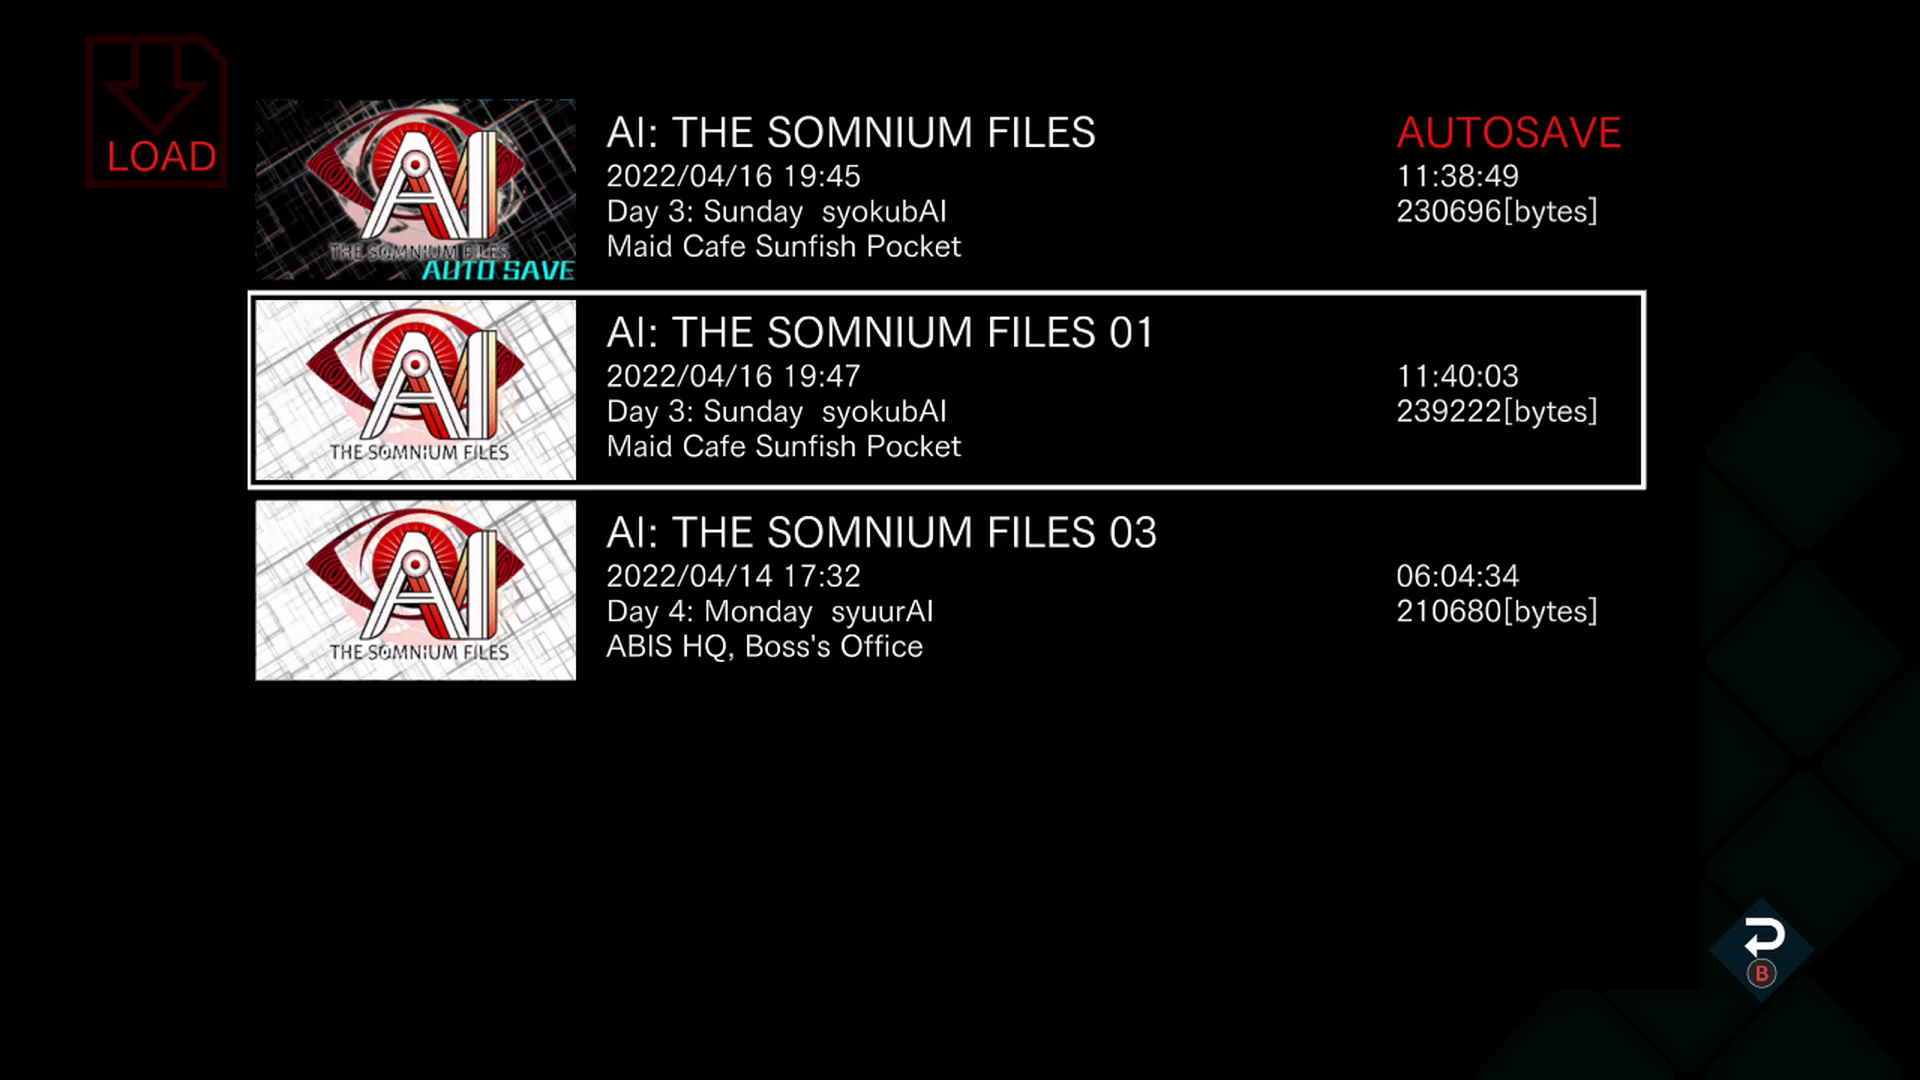 LOAD
AI
THE SOMNIUM FILES
AUTO SAVE
AI: THE SOMNIUM FILES
AUTOSAVE
2022/04/16 19:45
11:38:49
Day 3: Sunday syokubAI
230696[bytes]
Maid Cafe Sunfish Pocket
AI
THE SOMNIUM FILES
AI: THE SOMNIUM FILES 01
2022/04/16 19:47
11:40:03
Day 3: Sunday syokubAI
239222[bytes]
Maid Cafe Sunfish Pocket
AI
THE SOMNIUM FILES
AI: THE SOMNIUM FILES 03
2022/04/14 17:32
06:04:34
Day 4: Monday syuurAI
210680[bytes]
ABIS HQ, Boss's Office
B